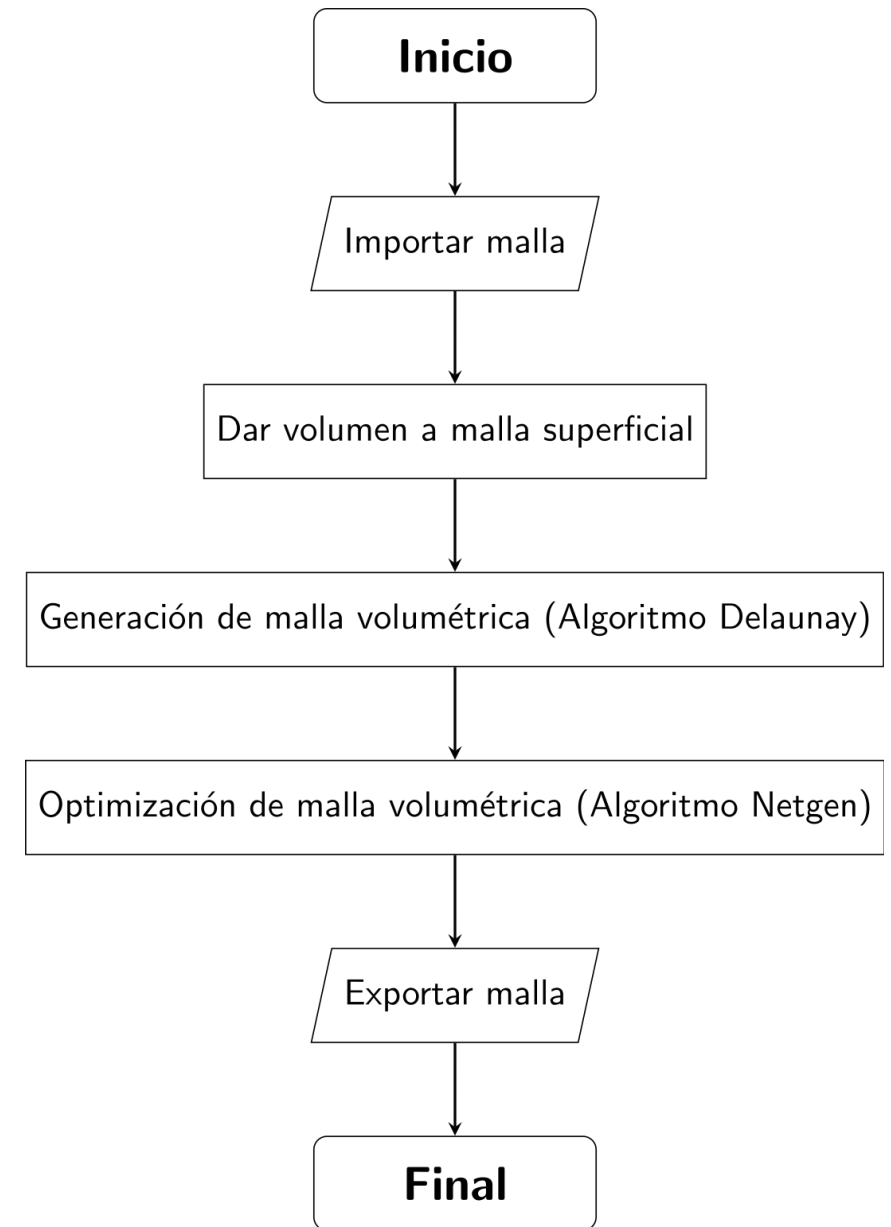 Inicio
Importar malla
Dar volumen a malla superficial
Generación de malla volumétrica (Algoritmo Delaunay)
Optimización de malla volumétrica (Algoritmo Netgen)
Exportar malla
Final